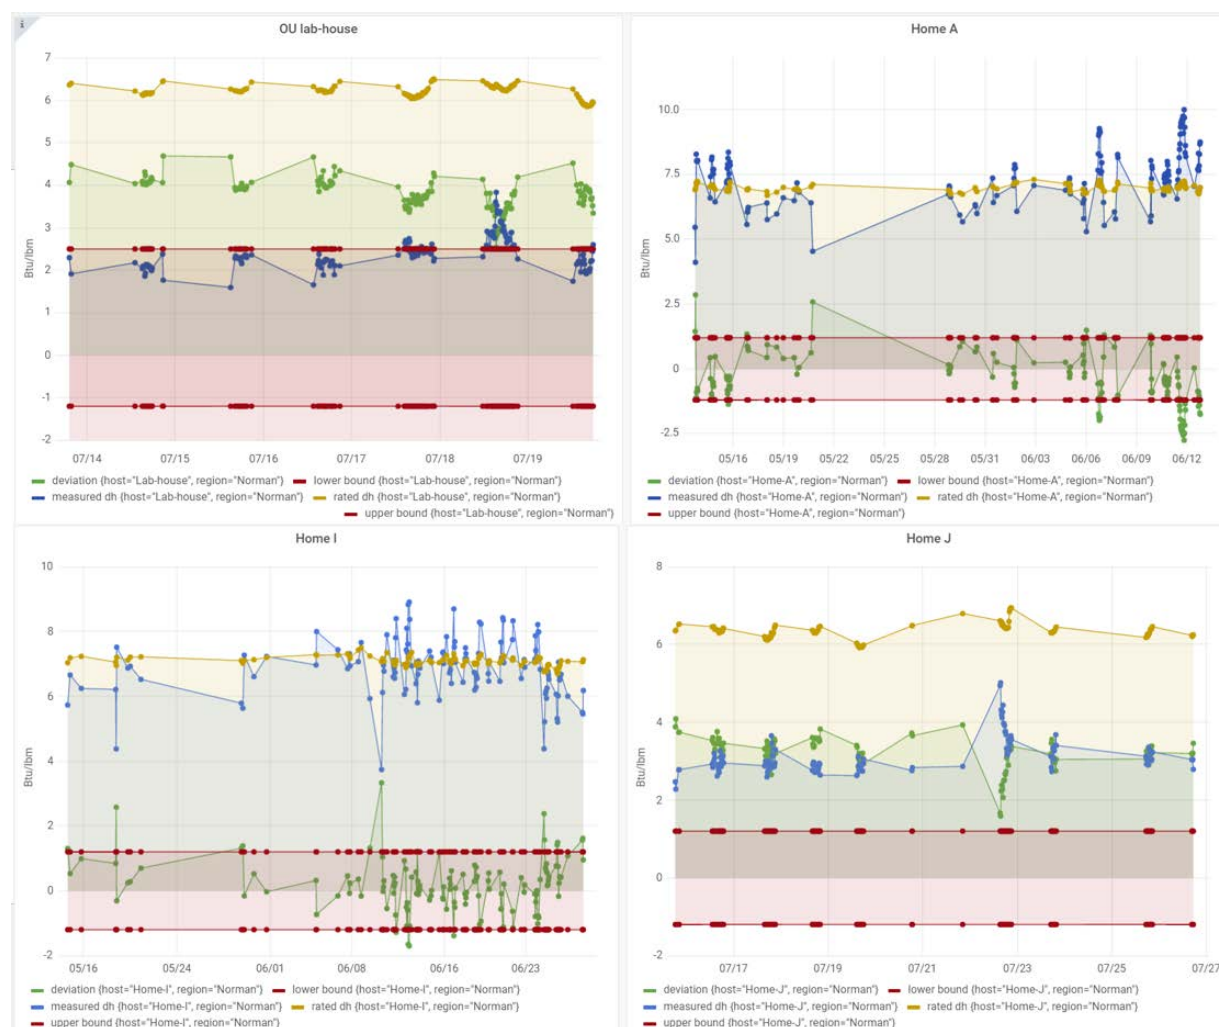 i
OU lab-house
7
6
5
4
3
2
1
0
-1
-2
Btu/lbm
07/14 07/15 07/16 07/17 07/18 07/19
deviation {host="Lab-house", region="Norman"} lower bound {host="Lab-house", region="Norman"}
measured dh {host="Lab-house", region="Norman"} rated dh {host="Lab-house", region="Norman"}
upper bound {host="Lab-house", region="Norman"}
Home A
10.0
7.5
5.0
2.5
0
-2.5
Btu/lbm
05/16 05/19 05/22 05/25 05/28 05/31 06/03 06/06 06/09 06/12
deviation {host="Home-A", region="Norman"} lower bound {host="Home-A", region="Norman"}
measured dh {host="Home-A", region="Norman"} rated dh {host="Home-A", region="Norman"}
upper bound {host="Home-A", region="Norman"}
Home I
10
8
6
4
2
0
-2
Btu/lbm
05/16 05/24 06/01 06/08 06/16 06/23
deviation {host="Home-I", region="Norman"} lower bound {host="Home-I", region="Norman"}
measured dh {host="Home-I", region="Norman"} rated dh {host="Home-I", region="Norman"}
upper bound {host="Home-I", region="Norman"}
Home J
8
6
4
2
0
-2
Btu/lbm
07/17 07/19 07/21 07/23 07/25 07/27
deviation {host="Home-J", region="Norman"} lower bound {host="Home-J", region="Norman"}
measured dh {host="Home-J", region="Norman"} rated dh {host="Home-J", region="Norman"}
upper bound {host="Home-J", region="Norman"}